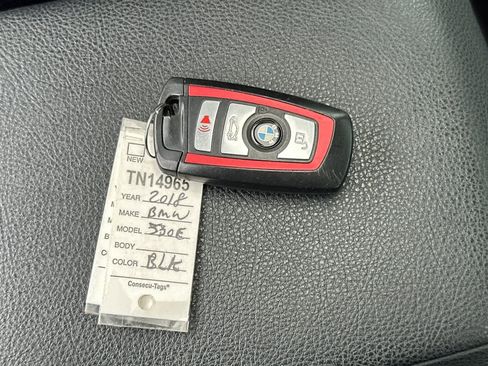 NEW
TN14965
YEAR 2018
MAKE BMW
MODEL 530E
BODY
COLOR BLK
Consecu-Tags®